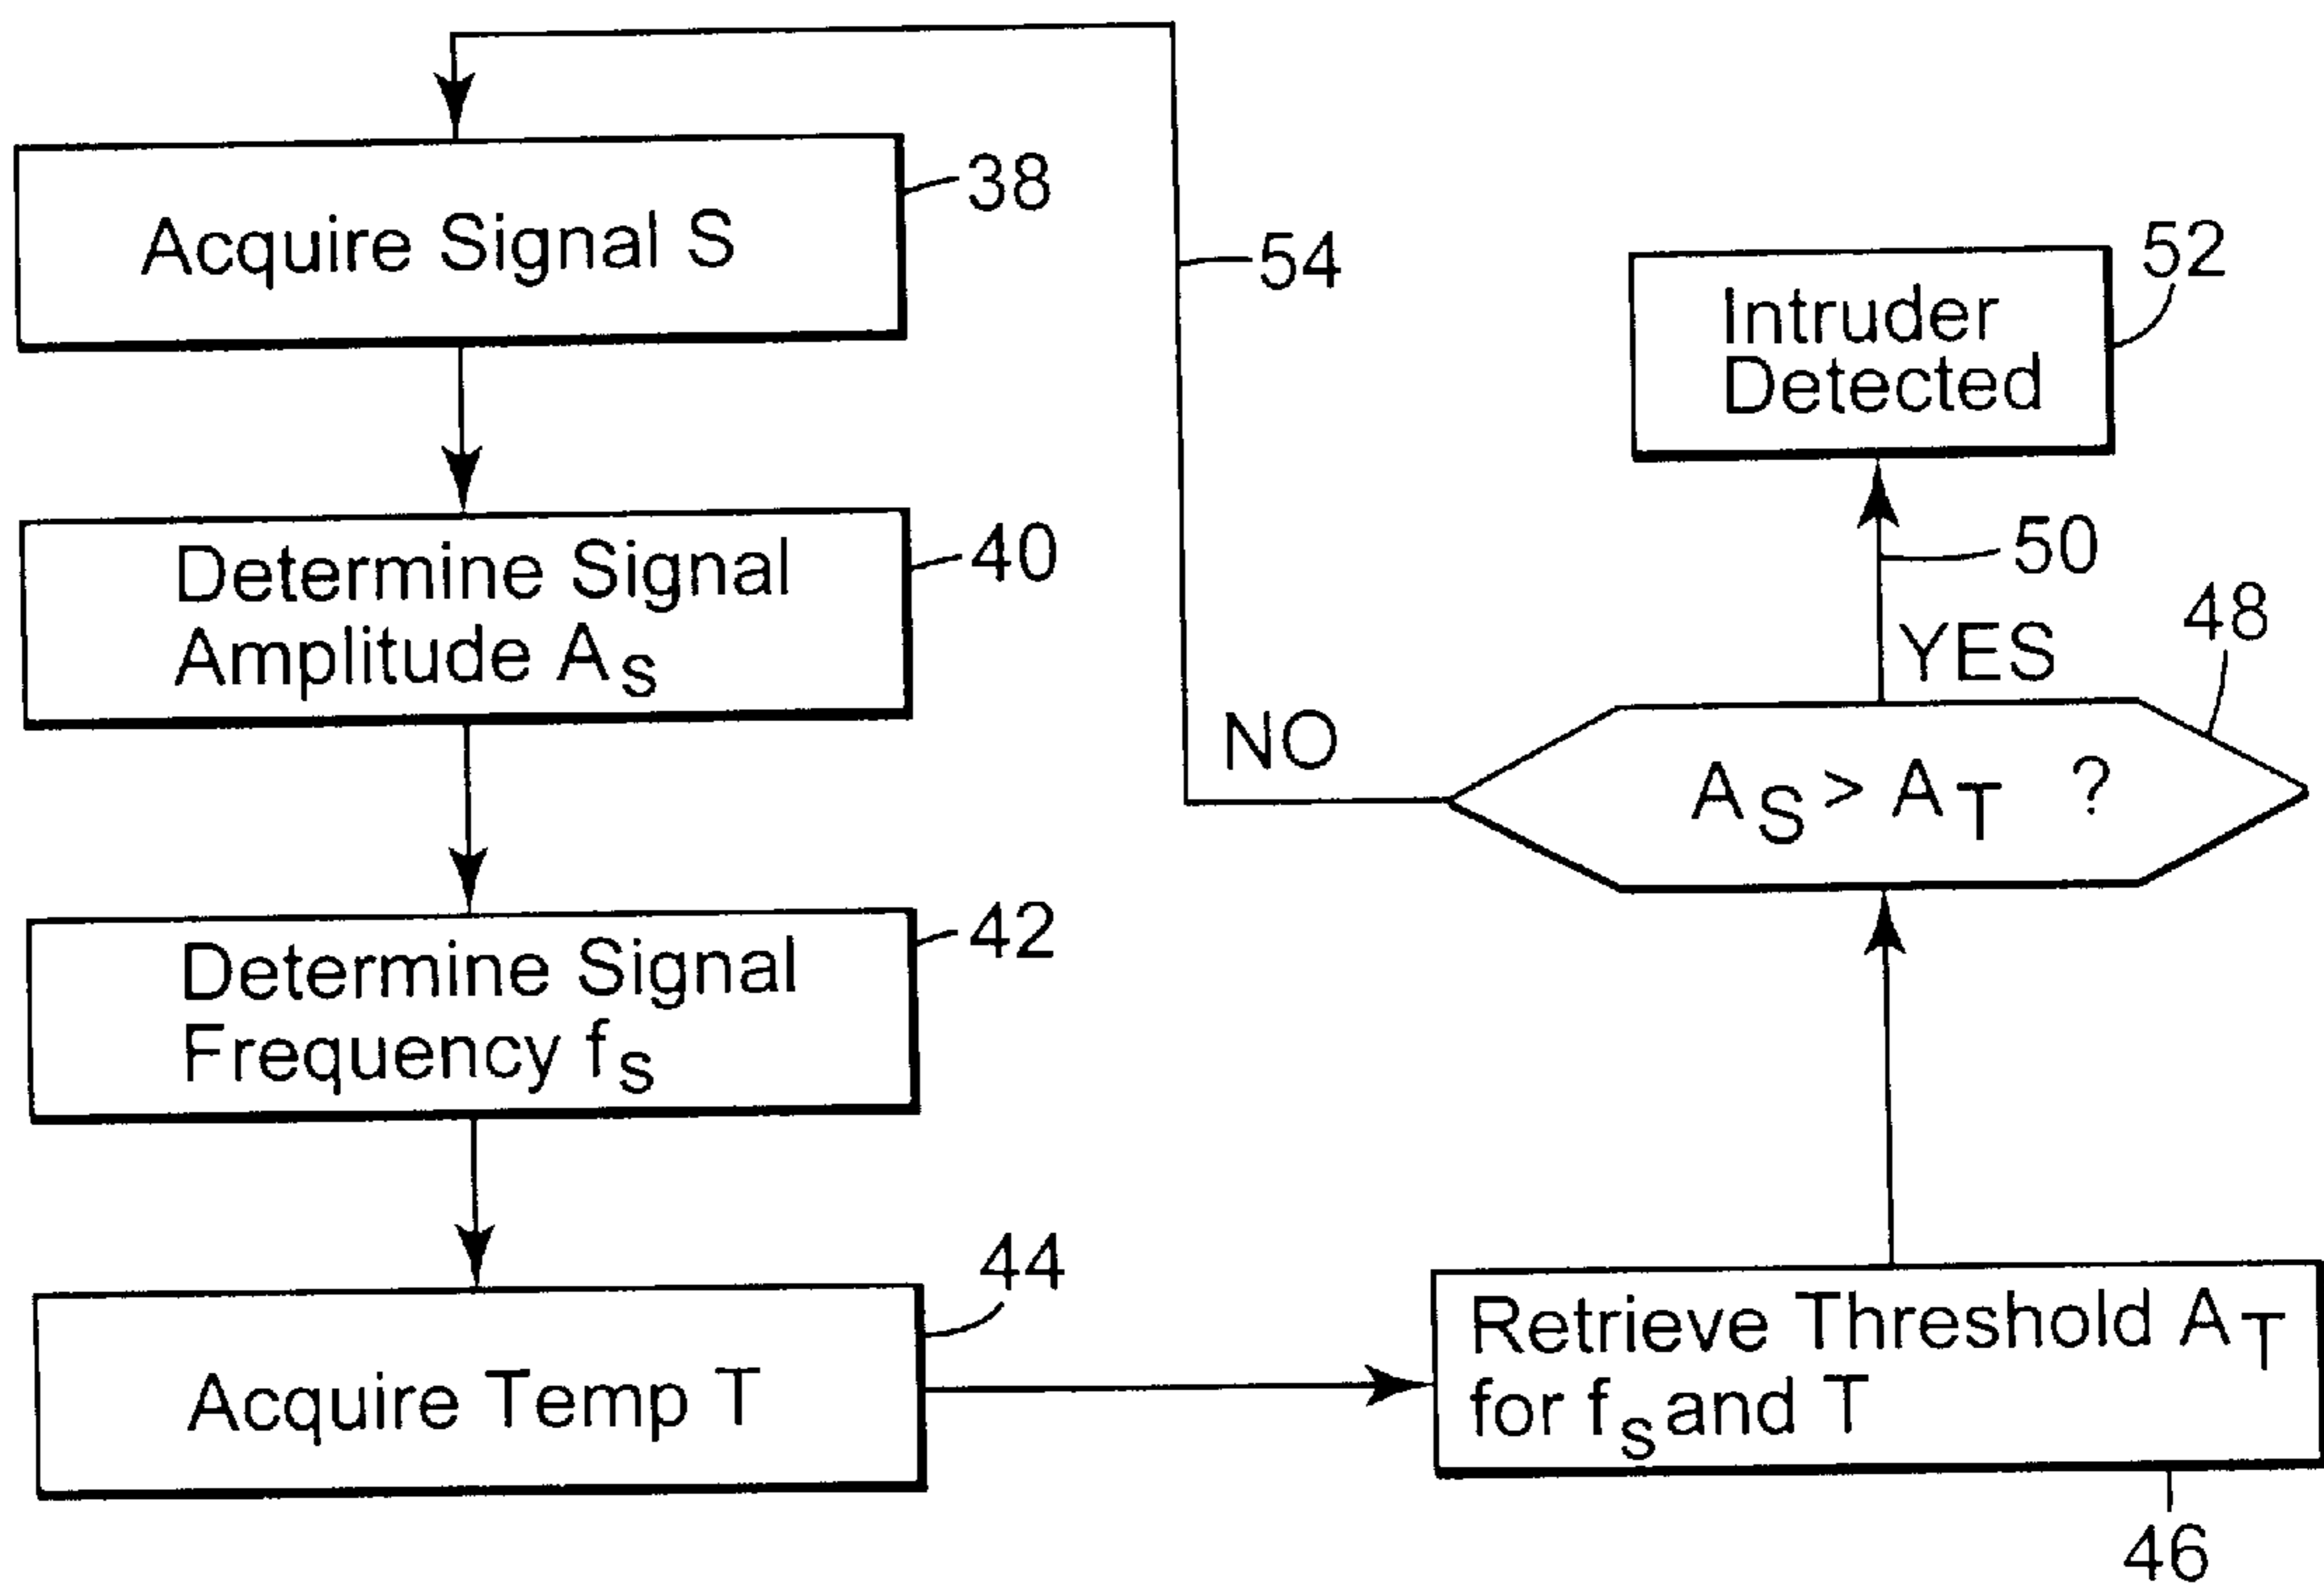 Acquire Signal S
38
Determine Signal
Amplitude A_S
40
Determine Signal
Frequency f_s
42
Acquire Temp T
44
Retrieve Threshold A_T
for f_s and T
46
A_S > A_T ?
48
YES
50
Intruder
Detected
52
NO
54